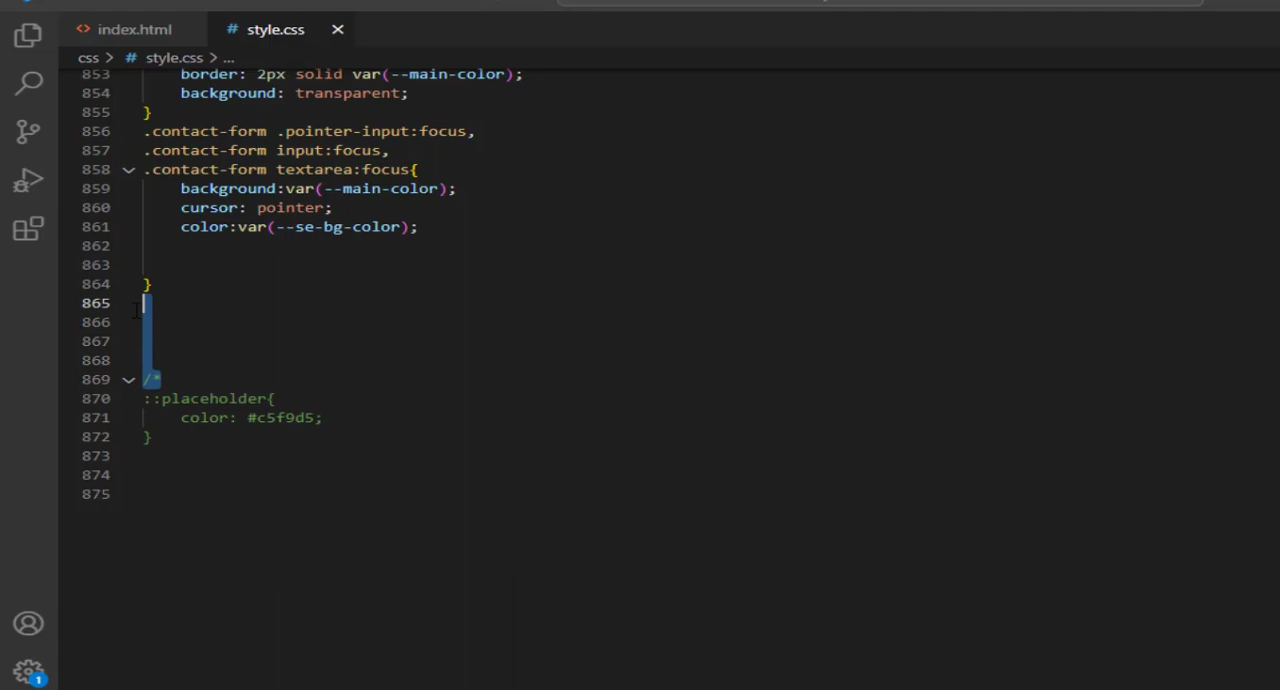 index.html
style.css
css > style.css > ...
853 border: 2px solid var(--main-color);
854 background: transparent;
855 }
856 .contact-form .pointer-input:focus,
857 .contact-form input:focus,
858 .contact-form textarea:focus{
859 background:var(--main-color);
860 cursor: pointer;
861 color:var(--se-bg-color);
862
863
864 }
865
866
867
868
869 /*
870 ::placeholder{
871 color: #c5f9d5;
872 }
873
874
875
1